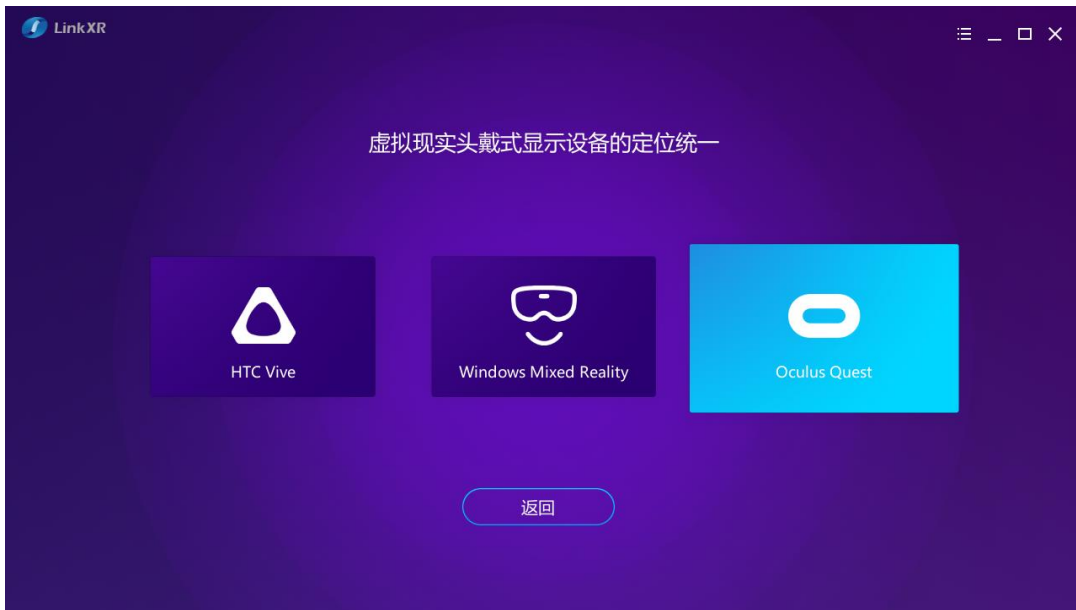 LinkXR
虚拟现实头戴式显示设备的定位统一
HTC Vive
Windows Mixed Reality
Oculus Quest
返回